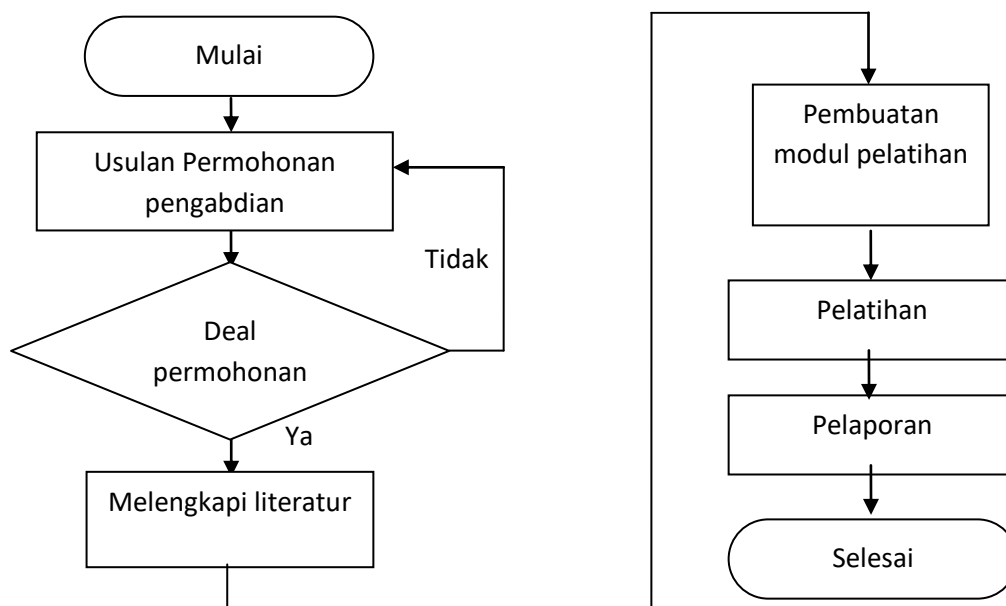 Mulai
Usulan Permohonan
pengabdian
Tidak
Deal
permohonan
Ya
Melengkapi literatur
Pembuatan
modul pelatihan
Pelatihan
Pelaporan
Selesai